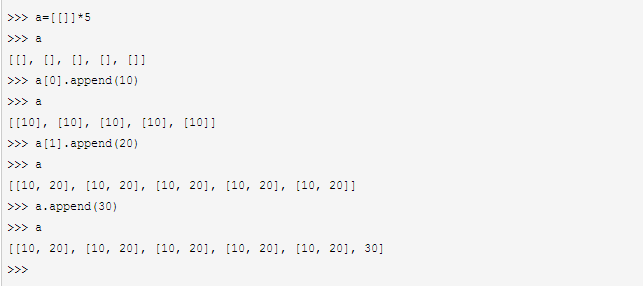 >>> a=[[]]*5
>>> a
[[], [], [], [], []]
>>> a[0].append(10)
>>> a
[[10], [10], [10], [10], [10]]
>>> a[1].append(20)
>>> a
[[10, 20], [10, 20], [10, 20], [10, 20], [10, 20]]
>>> a.append(30)
>>> a
[[10, 20], [10, 20], [10, 20], [10, 20], [10, 20], 30]
>>>